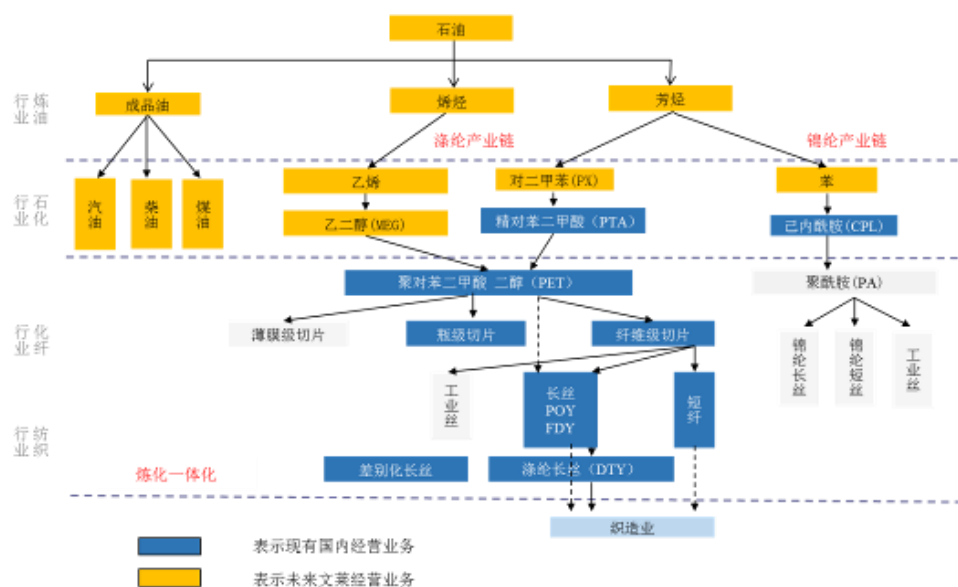 石油
炼油
行业
成品油
烯烃
芳烃
涤纶产业链
锦纶产业链
石化
行业
汽油
柴油
煤油
乙烯
对二甲苯(PX)
苯
乙二醇(MEG)
精对苯二甲酸（PTA）
己内酰胺(CPL)
聚对苯二甲酸 二醇（PET）
聚酰胺(PA)
化纤
行业
薄膜级切片
瓶级切片
纤维级切片
锦纶长丝
锦纶短丝
工业丝
工业丝
长丝
POY
FDY
短纤
纺织
行业
炼化一体化
差别化长丝
涤纶长丝（DTY）
织造业
表示现有国内经营业务
表示未来文莱经营业务